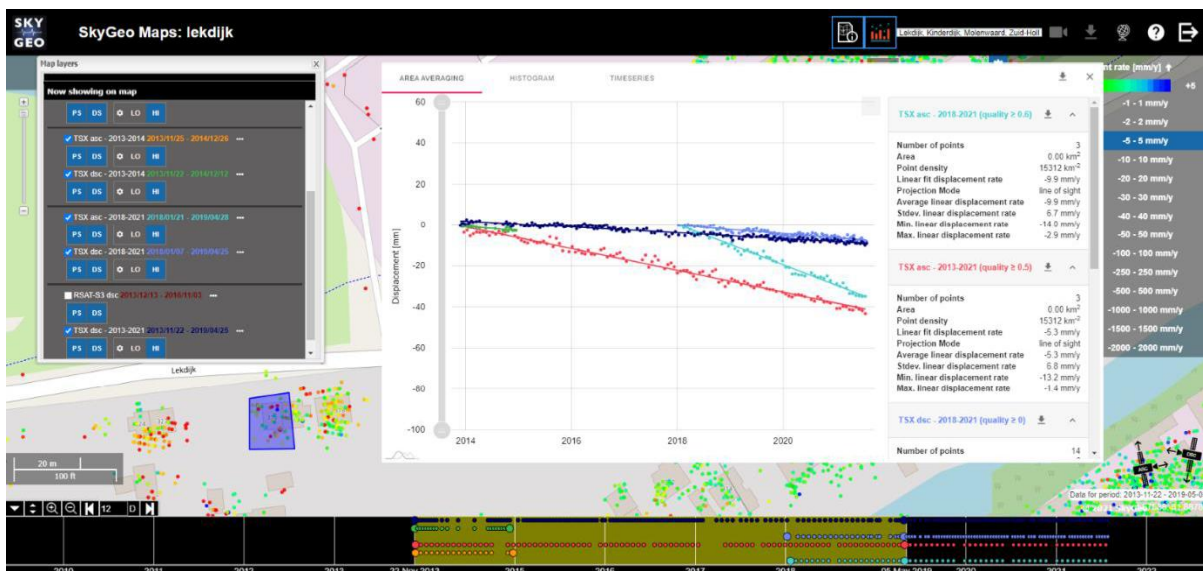 SKY
GEO
SkyGeo Maps: lekdijk
Lekdijk, Kinderdijk, Molenwaard, Zuid-Holl
Map layers
X
Now showing on map
PS DS LO HI
TSX asc - 2013-2014 2013/11/25 - 2014/12/26 •••
PS DS LO HI
TSX dsc - 2013-2014 2013/11/22 - 2014/12/12 •••
PS DS LO HI
TSX asc - 2018-2021 2018/01/21 - 2019/04/28 •••
PS DS LO HI
TSX dsc - 2018-2021 2018/01/07 - 2019/04/25 •••
PS DS LO HI
RSAT-S3 dsc 2013/12/13 - 2018/11/03 •••
PS DS
TSX dsc - 2013-2021 2013/11/22 - 2019/04/25 •••
PS DS LO HI
AREA AVERAGING
HISTOGRAM
TIMESERIES
Displacement [mm]
60
40
20
0
-20
-40
-60
-80
-100
2014
2016
2018
2020
TSX asc - 2018-2021 (quality ≥ 0.6)
Number of points 3
Area 0.00 km²
Point density 15312 km⁻²
Linear fit displacement rate -9.9 mm/y
Projection Mode line of sight
Average linear displacement rate -9.9 mm/y
Stdev. linear displacement rate 6.7 mm/y
Min. linear displacement rate -14.0 mm/y
Max. linear displacement rate -2.9 mm/y
TSX asc - 2013-2021 (quality ≥ 0.5)
Number of points 3
Area 0.00 km²
Point density 15312 km⁻²
Linear fit displacement rate -5.3 mm/y
Projection Mode line of sight
Average linear displacement rate -5.3 mm/y
Stdev. linear displacement rate 6.8 mm/y
Min. linear displacement rate -13.2 mm/y
Max. linear displacement rate -1.4 mm/y
TSX dsc - 2018-2021 (quality ≥ 0)
Number of points 14
nt rate [mm/y]
+5
-1 - 1 mm/y
-2 - 2 mm/y
-5 - 5 mm/y
-10 - 10 mm/y
-20 - 20 mm/y
-30 - 30 mm/y
-40 - 40 mm/y
-50 - 50 mm/y
-100 - 100 mm/y
-250 - 250 mm/y
-500 - 500 mm/y
-1000 - 1000 mm/y
-1500 - 1500 mm/y
-2000 - 2000 mm/y
Lekdijk
20 m
100 ft
ASC
DSC
Data for period: 2013-11-22 - 2019-05-0
12 D
2010
2011
2012
22 Nov 2013
2015
2016
2017
2018
05 May 2019
2020
2021
2022